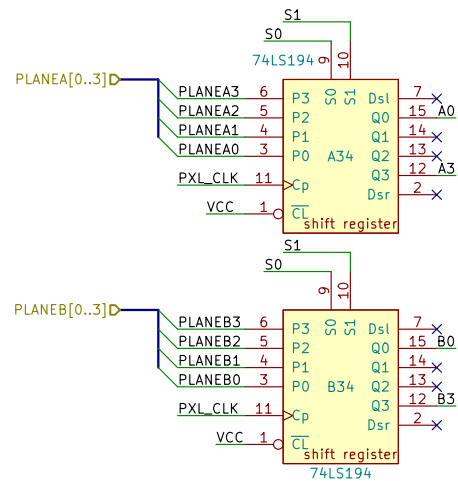 S1
S0
74LS194
9
10
PLANEA[0..3]
S0
S1
PLANEA3 6 P3 Dsl 7
PLANEA2 5 P2 Q0 15 A0
PLANEA1 4 P1 Q1 14
PLANEA0 3 P0 A34 Q2 13
Q3 12 A3
PXL_CLK 11 Cp Dsr 2
VCC 1 CL
shift register
S1
S0
9
10
PLANEB[0..3]
S0
S1
PLANEB3 6 P3 Dsl 7
PLANEB2 5 P2 Q0 15 B0
PLANEB1 4 P1 Q1 14
PLANEB0 3 P0 B34 Q2 13
Q3 12 B3
PXL_CLK 11 Cp Dsr 2
VCC 1 CL
shift register
74LS194